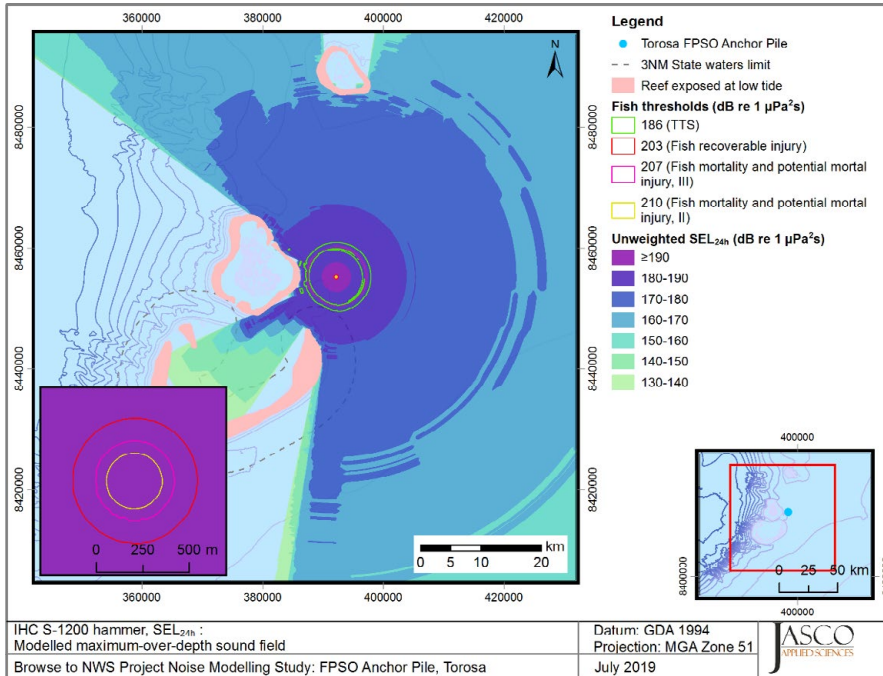 360000
380000
400000
420000
8480000
8460000
8440000
8420000
N
0
250
500 m
0
5
10
20
km
360000
380000
400000
420000
Legend
Torosa FPSO Anchor Pile
3NM State waters limit
Reef exposed at low tide
Fish thresholds (dB re 1 µPa²s)
186 (TTS)
203 (Fish recoverable injury)
207 (Fish mortality and potential mortal
injury, III)
210 (Fish mortality and potential mortal
injury, II)
Unweighted SEL24h (dB re 1 µPa²s)
≥190
180-190
170-180
160-170
150-160
140-150
130-140
400000
8400000
0
25
50 km
400000
IHC S-1200 hammer, SEL24h :
Modelled maximum-over-depth sound field
Browse to NWS Project Noise Modelling Study: FPSO Anchor Pile, Torosa
Datum: GDA 1994
Projection: MGA Zone 51
July 2019
JASCO
APPLIED SCIENCES